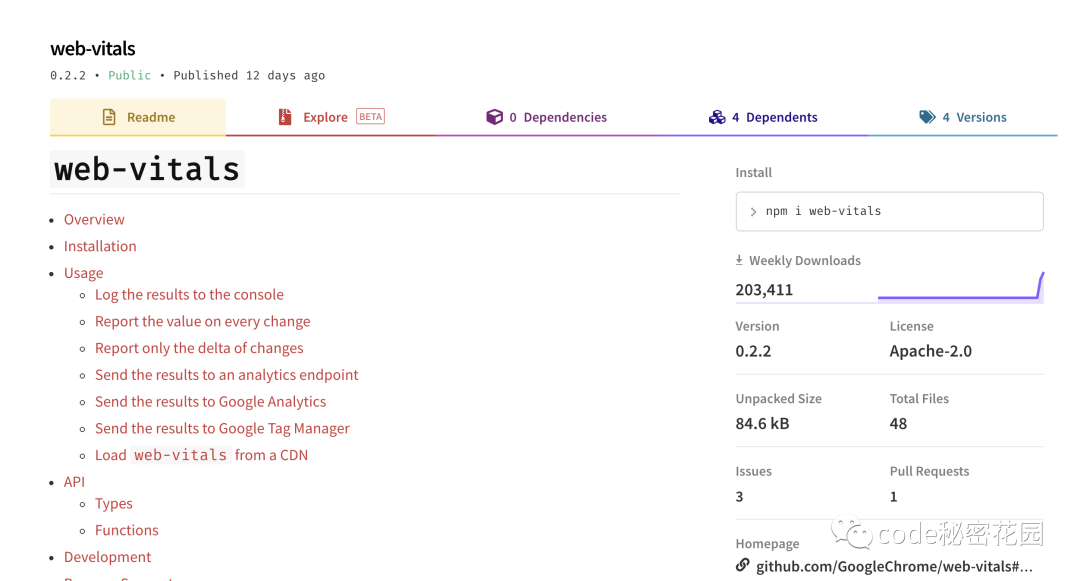 web-vitals
0.2.2 • Public • Published 12 days ago
Readme
Explore BETA
0 Dependencies
4 Dependents
4 Versions
web-vitals
Overview
Installation
Usage
Log the results to the console
Report the value on every change
Report only the delta of changes
Send the results to an analytics endpoint
Send the results to Google Analytics
Send the results to Google Tag Manager
Load web-vitals from a CDN
API
Types
Functions
Development
Install
> npm i web-vitals
Weekly Downloads
203,411
Version
License
0.2.2
Apache-2.0
Unpacked Size
Total Files
84.6 kB
48
Issues
Pull Requests
3
1
Homepage
github.com/GoogleChrome/web-vitals#...
code秘密花园